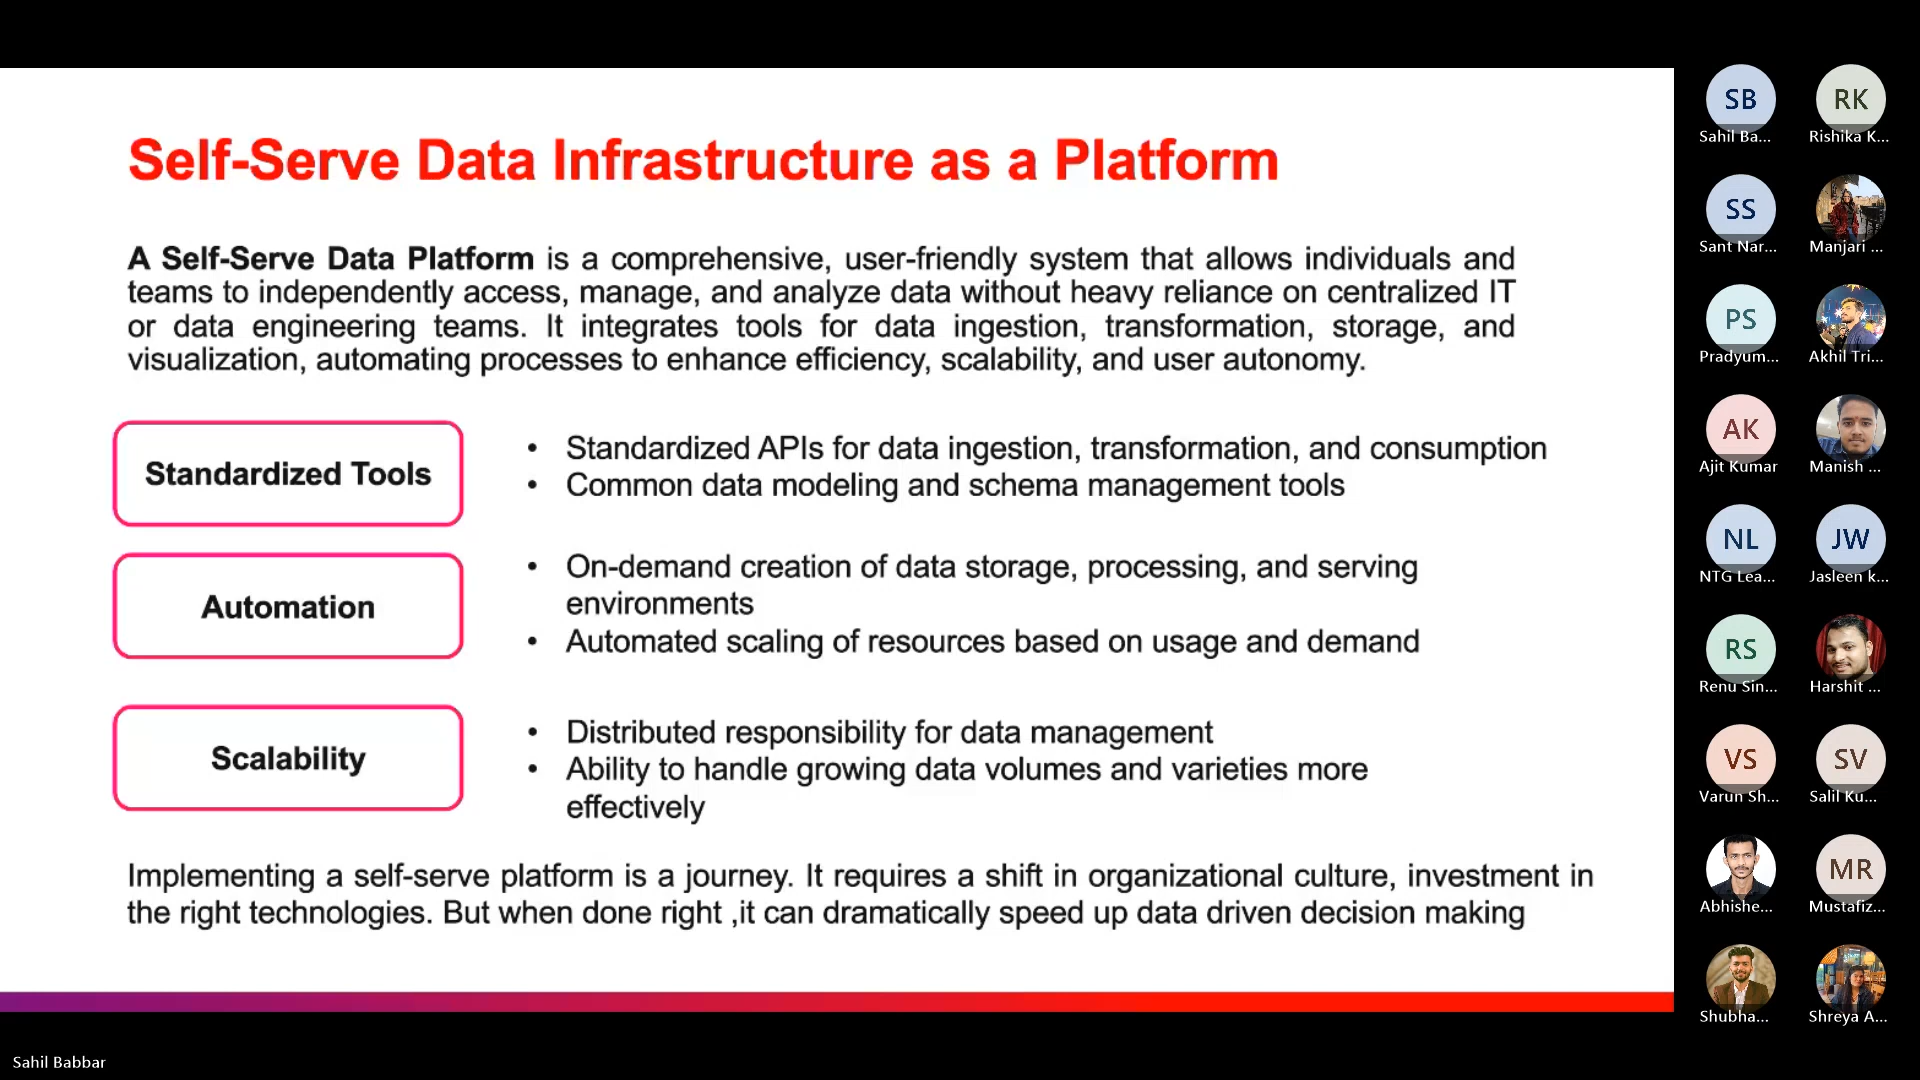 Self-Serve Data Infrastructure as a Platform
A Self-Serve Data Platform is a comprehensive, user-friendly system that allows individuals and
teams to independently access, manage, and analyze data without heavy reliance on centralized IT
or data engineering teams. It integrates tools for data ingestion, transformation, storage, and
visualization, automating processes to enhance efficiency, scalability, and user autonomy.
Standardized Tools
• Standardized APIs for data ingestion, transformation, and consumption
• Common data modeling and schema management tools
Automation
• On-demand creation of data storage, processing, and serving
environments
• Automated scaling of resources based on usage and demand
Scalability
• Distributed responsibility for data management
• Ability to handle growing data volumes and varieties more
effectively
Implementing a self-serve platform is a journey. It requires a shift in organizational culture, investment in
the right technologies. But when done right ,it can dramatically speed up data driven decision making
Sahil Babbar
SB
Sahil Ba...
RK
Rishika K...
SS
Sant Nar...
Manjari ...
PS
Pradyum...
Akhil Tri...
AK
Ajit Kumar
Manish ...
NL
NTG Lea...
JW
Jasleen k...
RS
Renu Sin...
Harshit ...
VS
Varun Sh...
SV
Salil Ku...
Abhishe...
MR
Mustafiz...
Shubha...
Shreya A...